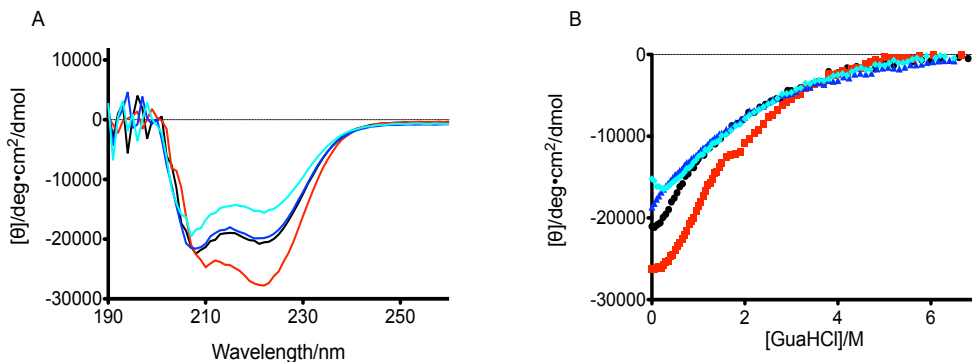 A
10000
0
-10000
-20000
-30000
[θ]/deg•cm²/dmol
190
210
230
250
Wavelength/nm
B
0
-10000
-20000
-30000
[θ]/deg•cm²/dmol
0
2
4
6
[GuaHCl]/M